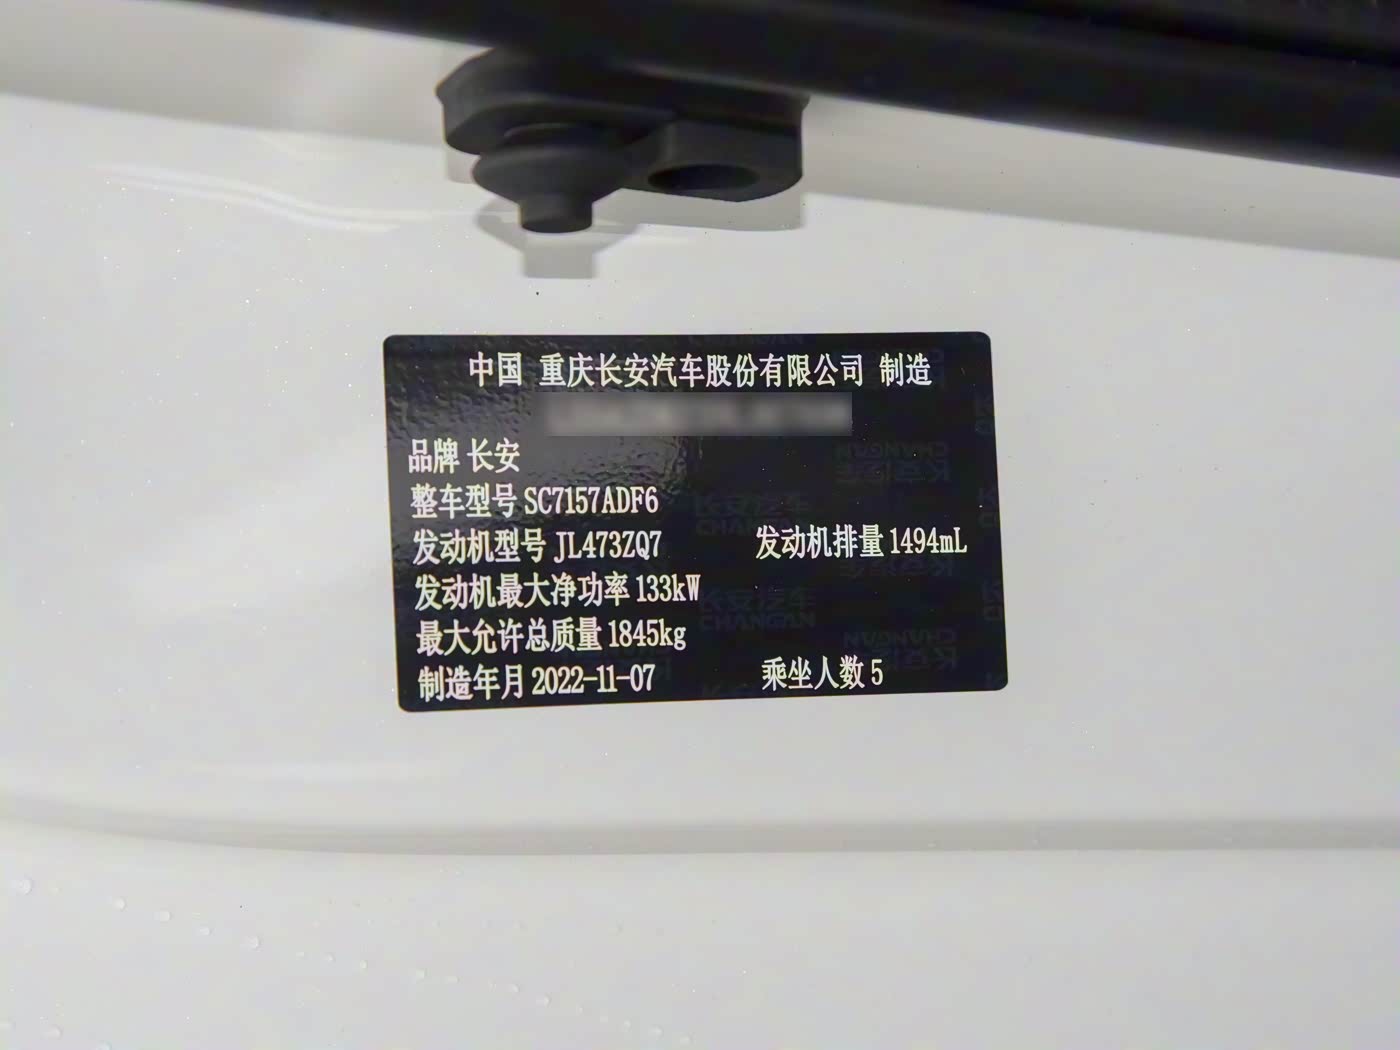 中国 重庆长安汽车股份有限公司 制造
品牌 长安
整车型号 SC7157ADF6
发动机型号 JL473ZQ7 发动机排量 1494mL
发动机最大净功率 133kW
最大允许总质量 1845kg
制造年月 2022-11-07 乘坐人数 5